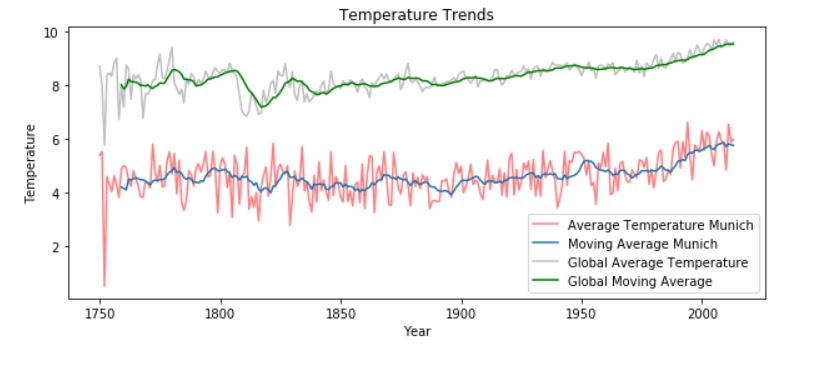 Temperature Trends
10
8
6
4
2
Temperature
1750
1800
1850
1900
1950
2000
Year
Average Temperature Munich
Moving Average Munich
Global Average Temperature
Global Moving Average